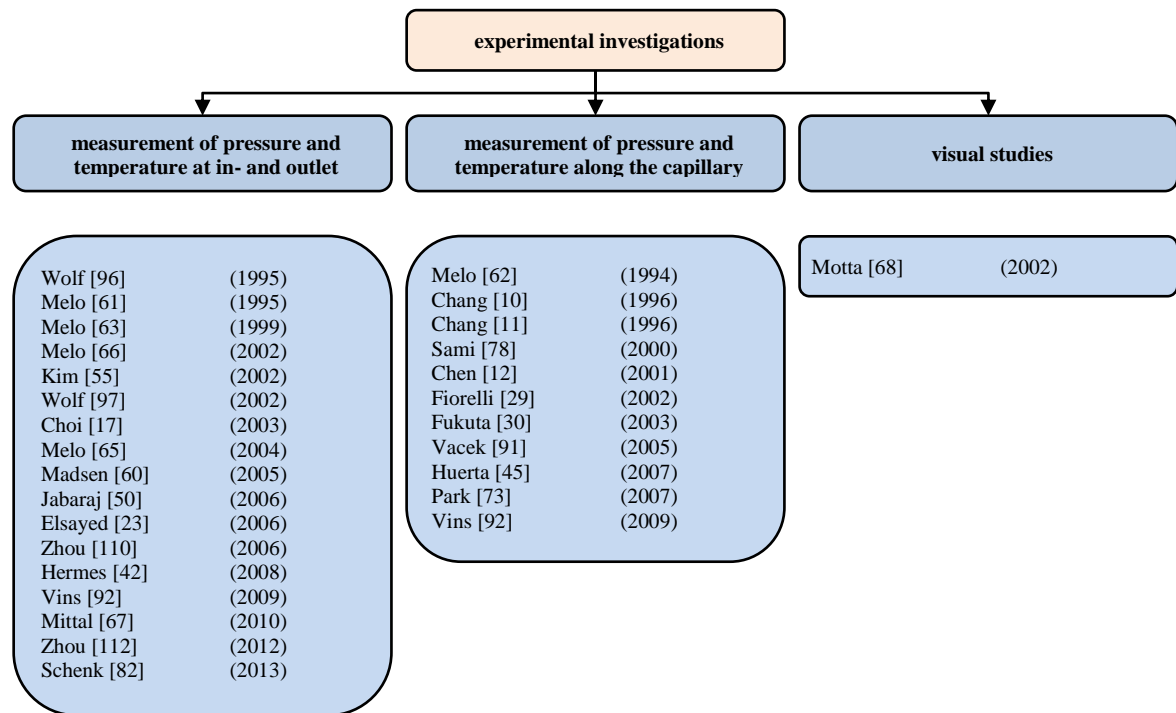 experimental investigations
measurement of pressure and
temperature at in- and outlet
measurement of pressure and
temperature along the capillary
visual studies
Wolf [96] (1995)
Melo [61] (1995)
Melo [63] (1999)
Melo [66] (2002)
Kim [55] (2002)
Wolf [97] (2002)
Choi [17] (2003)
Melo [65] (2004)
Madsen [60] (2005)
Jabaraj [50] (2006)
Elsayed [23] (2006)
Zhou [110] (2006)
Hermes [42] (2008)
Vins [92] (2009)
Mittal [67] (2010)
Zhou [112] (2012)
Schenk [82] (2013)
Melo [62] (1994)
Chang [10] (1996)
Chang [11] (1996)
Sami [78] (2000)
Chen [12] (2001)
Fiorelli [29] (2002)
Fukuta [30] (2003)
Vacek [91] (2005)
Huerta [45] (2007)
Park [73] (2007)
Vins [92] (2009)
Motta [68] (2002)